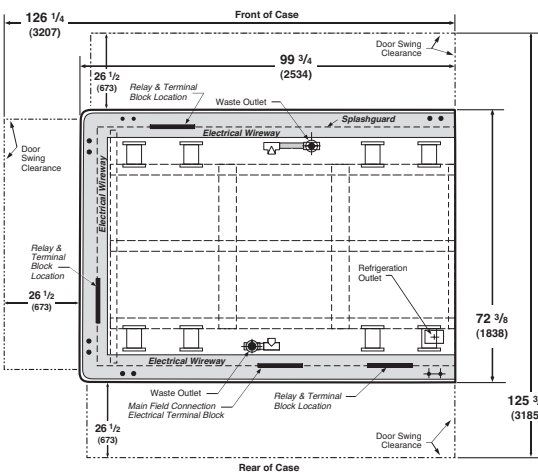 126 1/4
(3207)
Front of Case
Door Swing
Clearance
99 3/4
(2534)
26 1/2
(673)
Relay & Terminal
Block Location
Waste Outlet
Splashguard
Electrical Wireway
Door
Swing
Clearance
Electrical Wireway
Relay &
Terminal
Block
Location
Refrigeration
Outlet
26 1/2
(673)
72 3/8
(1838)
Electrical Wireway
Waste Outlet
Main Field Connection
Electrical Terminal Block
Relay & Terminal
Block Location
125
(3185
26 1/2
(673)
Door Swing
Clearance
Rear of Case